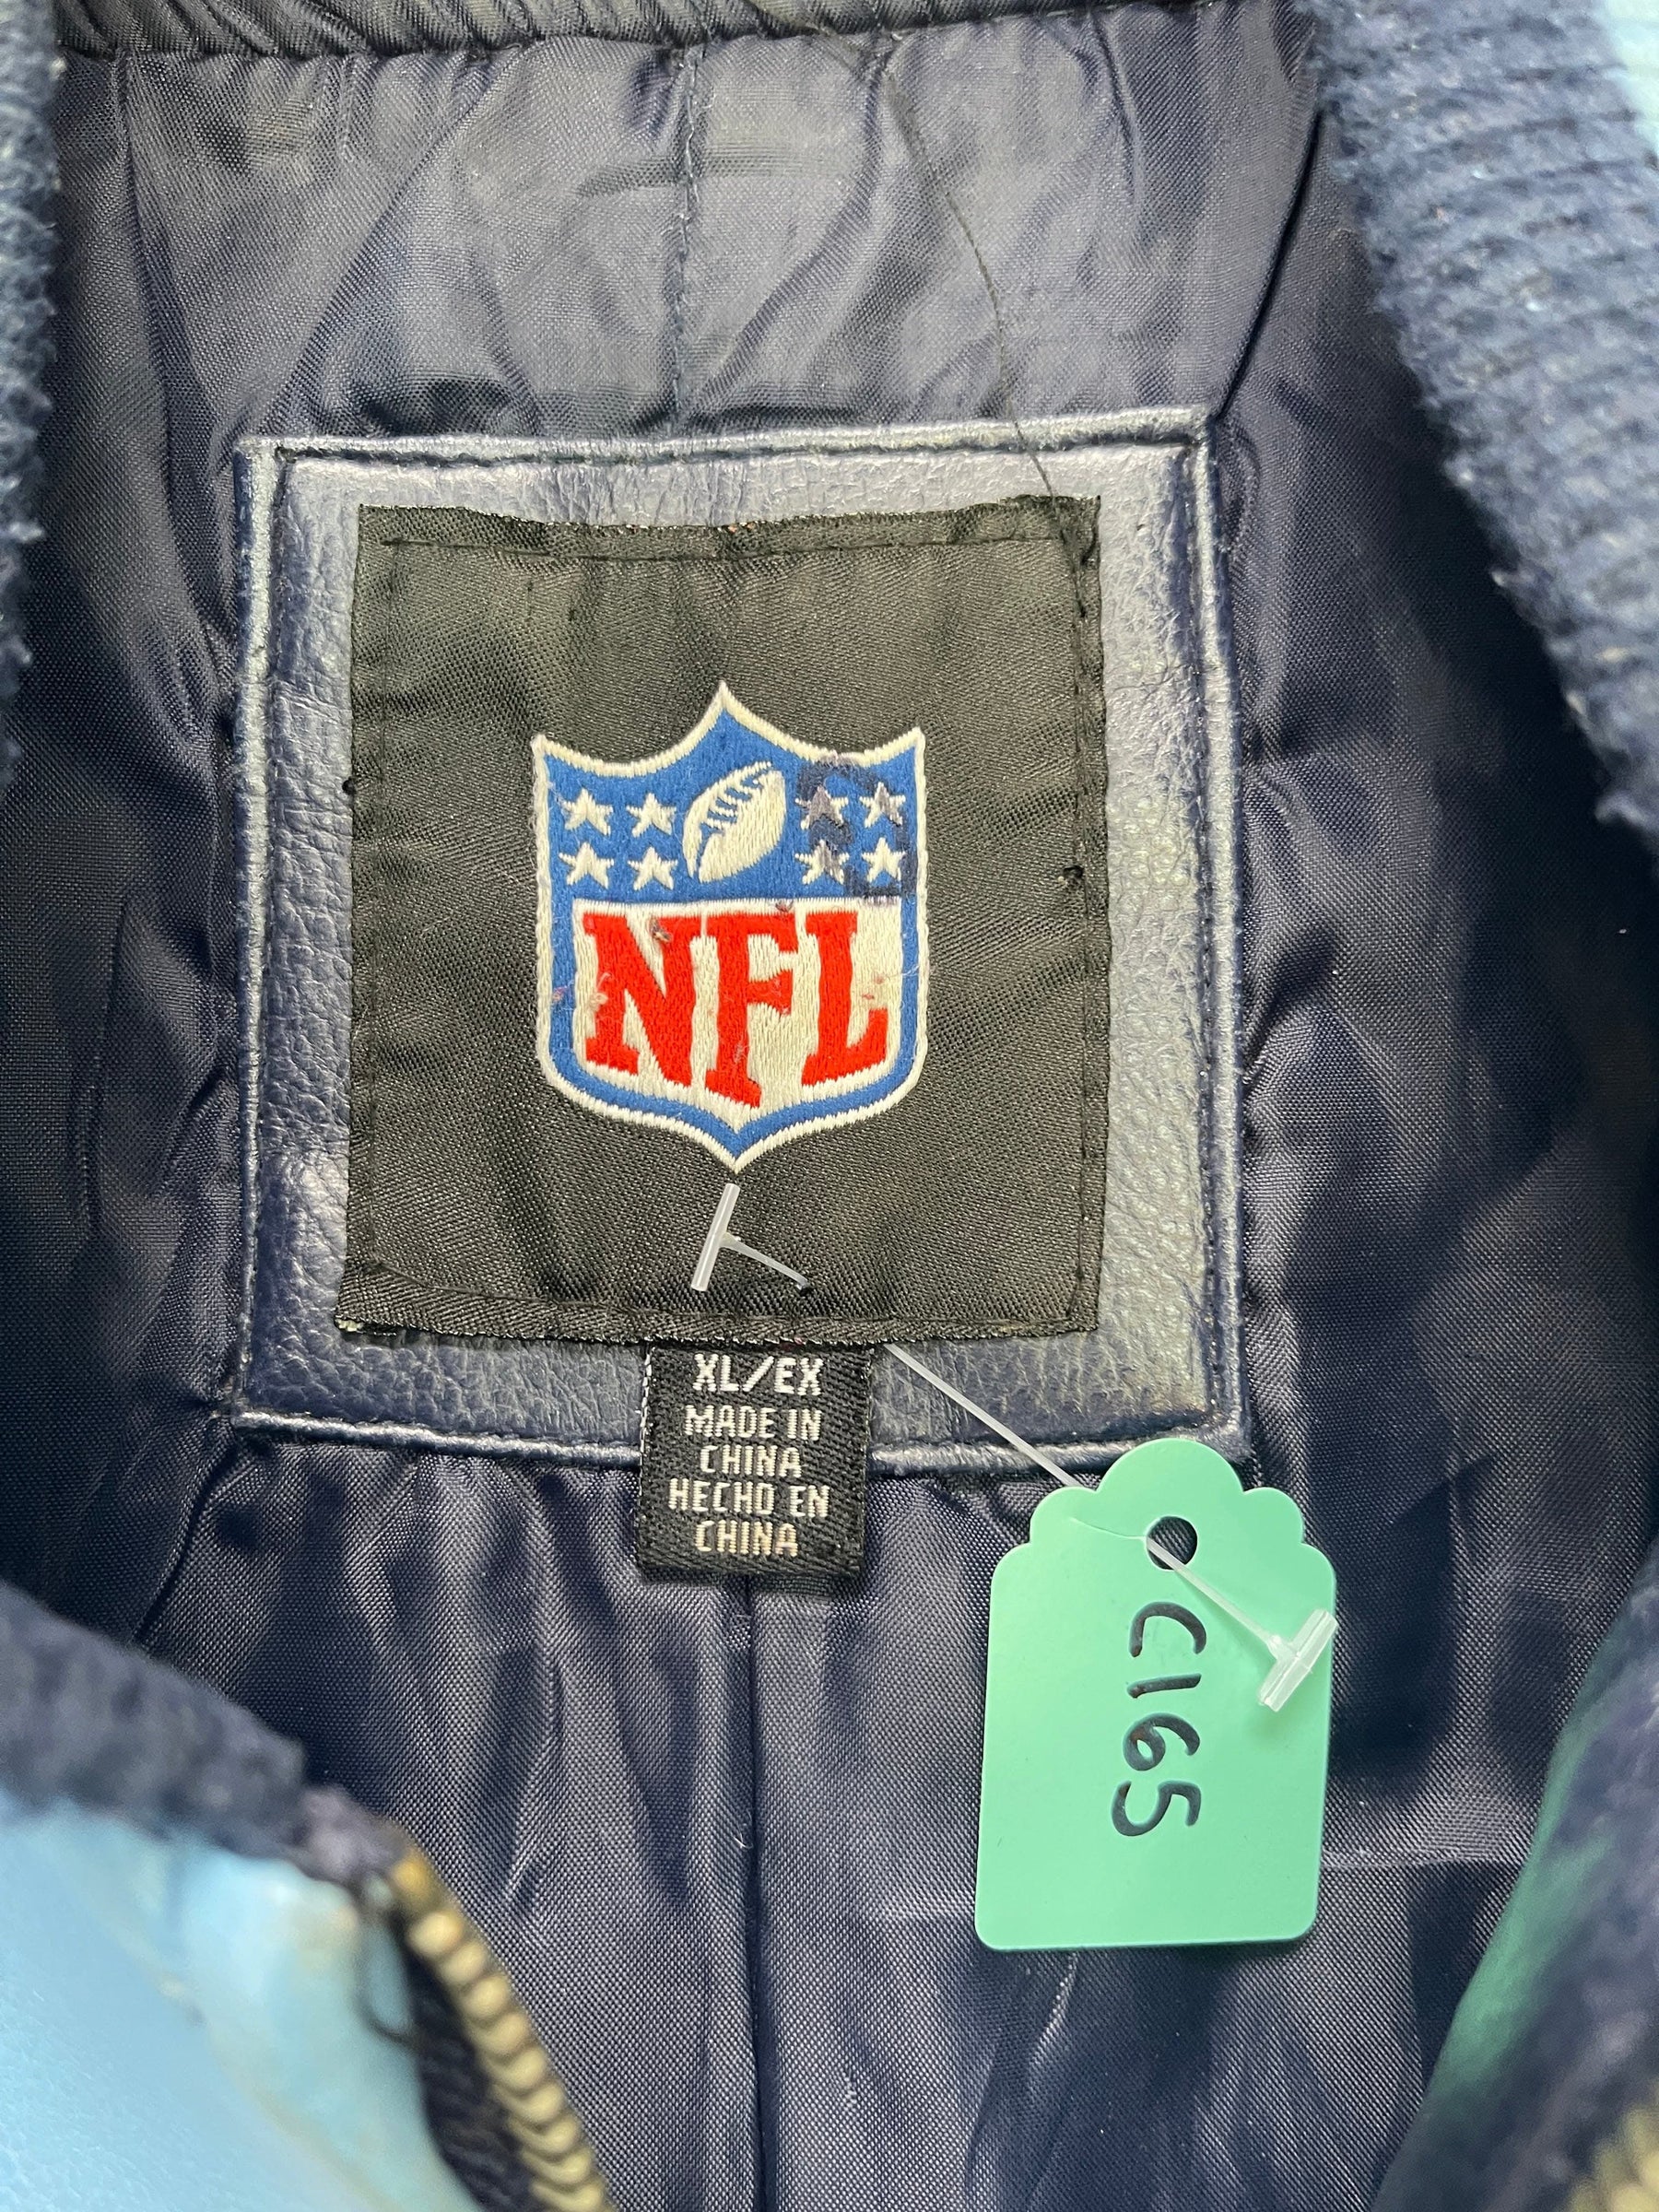 NFL
XL/EX
MADE IN
CHINA
HECHO EN
CHINA
C165